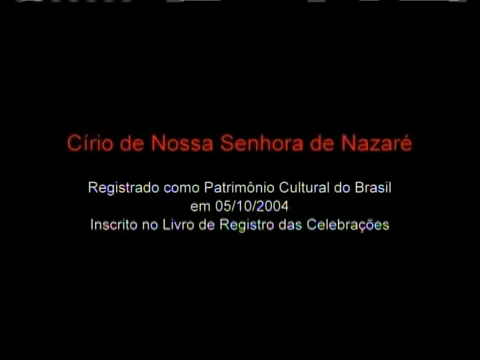 Círio de Nossa Senhora de Nazaré
Registrado como Patrimônio Cultural do Brasil
em 05/10/2004
Inscrito no Livro de Registro das Celebrações